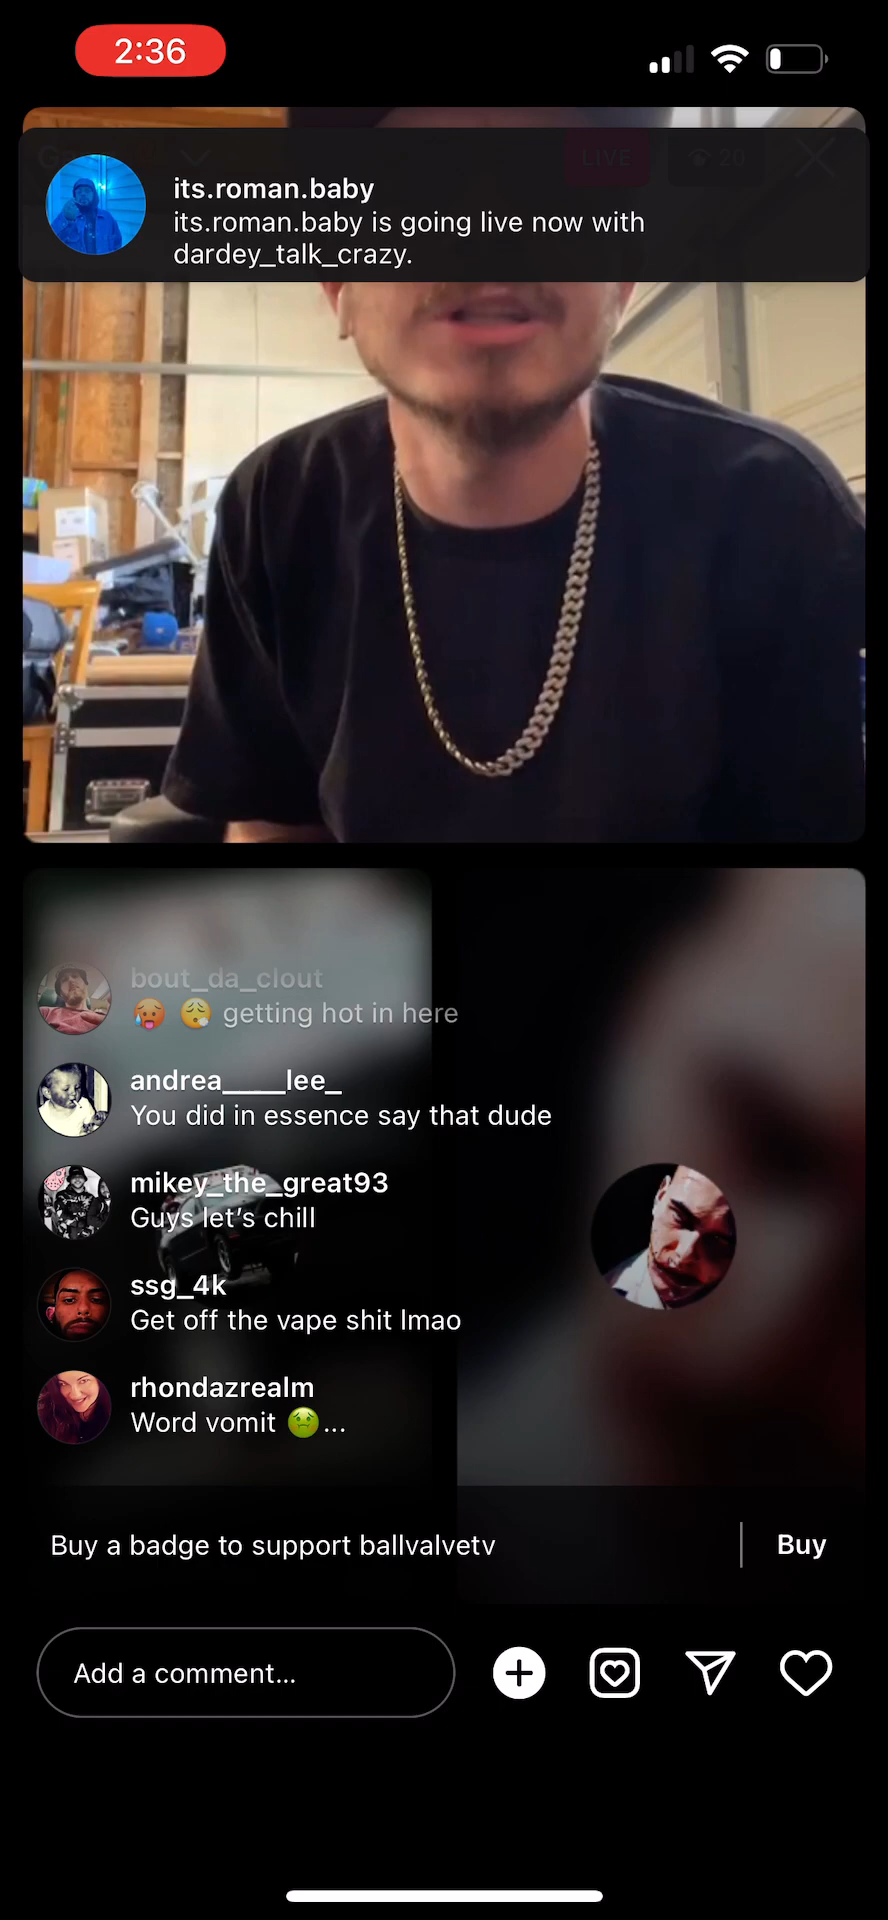 2:36
LIVE
20
its.roman.baby
its.roman.baby is going live now with
dardey_talk_crazy.
bout_da_clout
🥵 😮‍💨 getting hot in here
andrea____lee_
You did in essence say that dude
mikey_the_great93
Guys let’s chill
ssg_4k
Get off the vape shit lmao
rhondazrealm
Word vomit 🤢...
Buy a badge to support ballvalvetv
Buy
Add a comment...